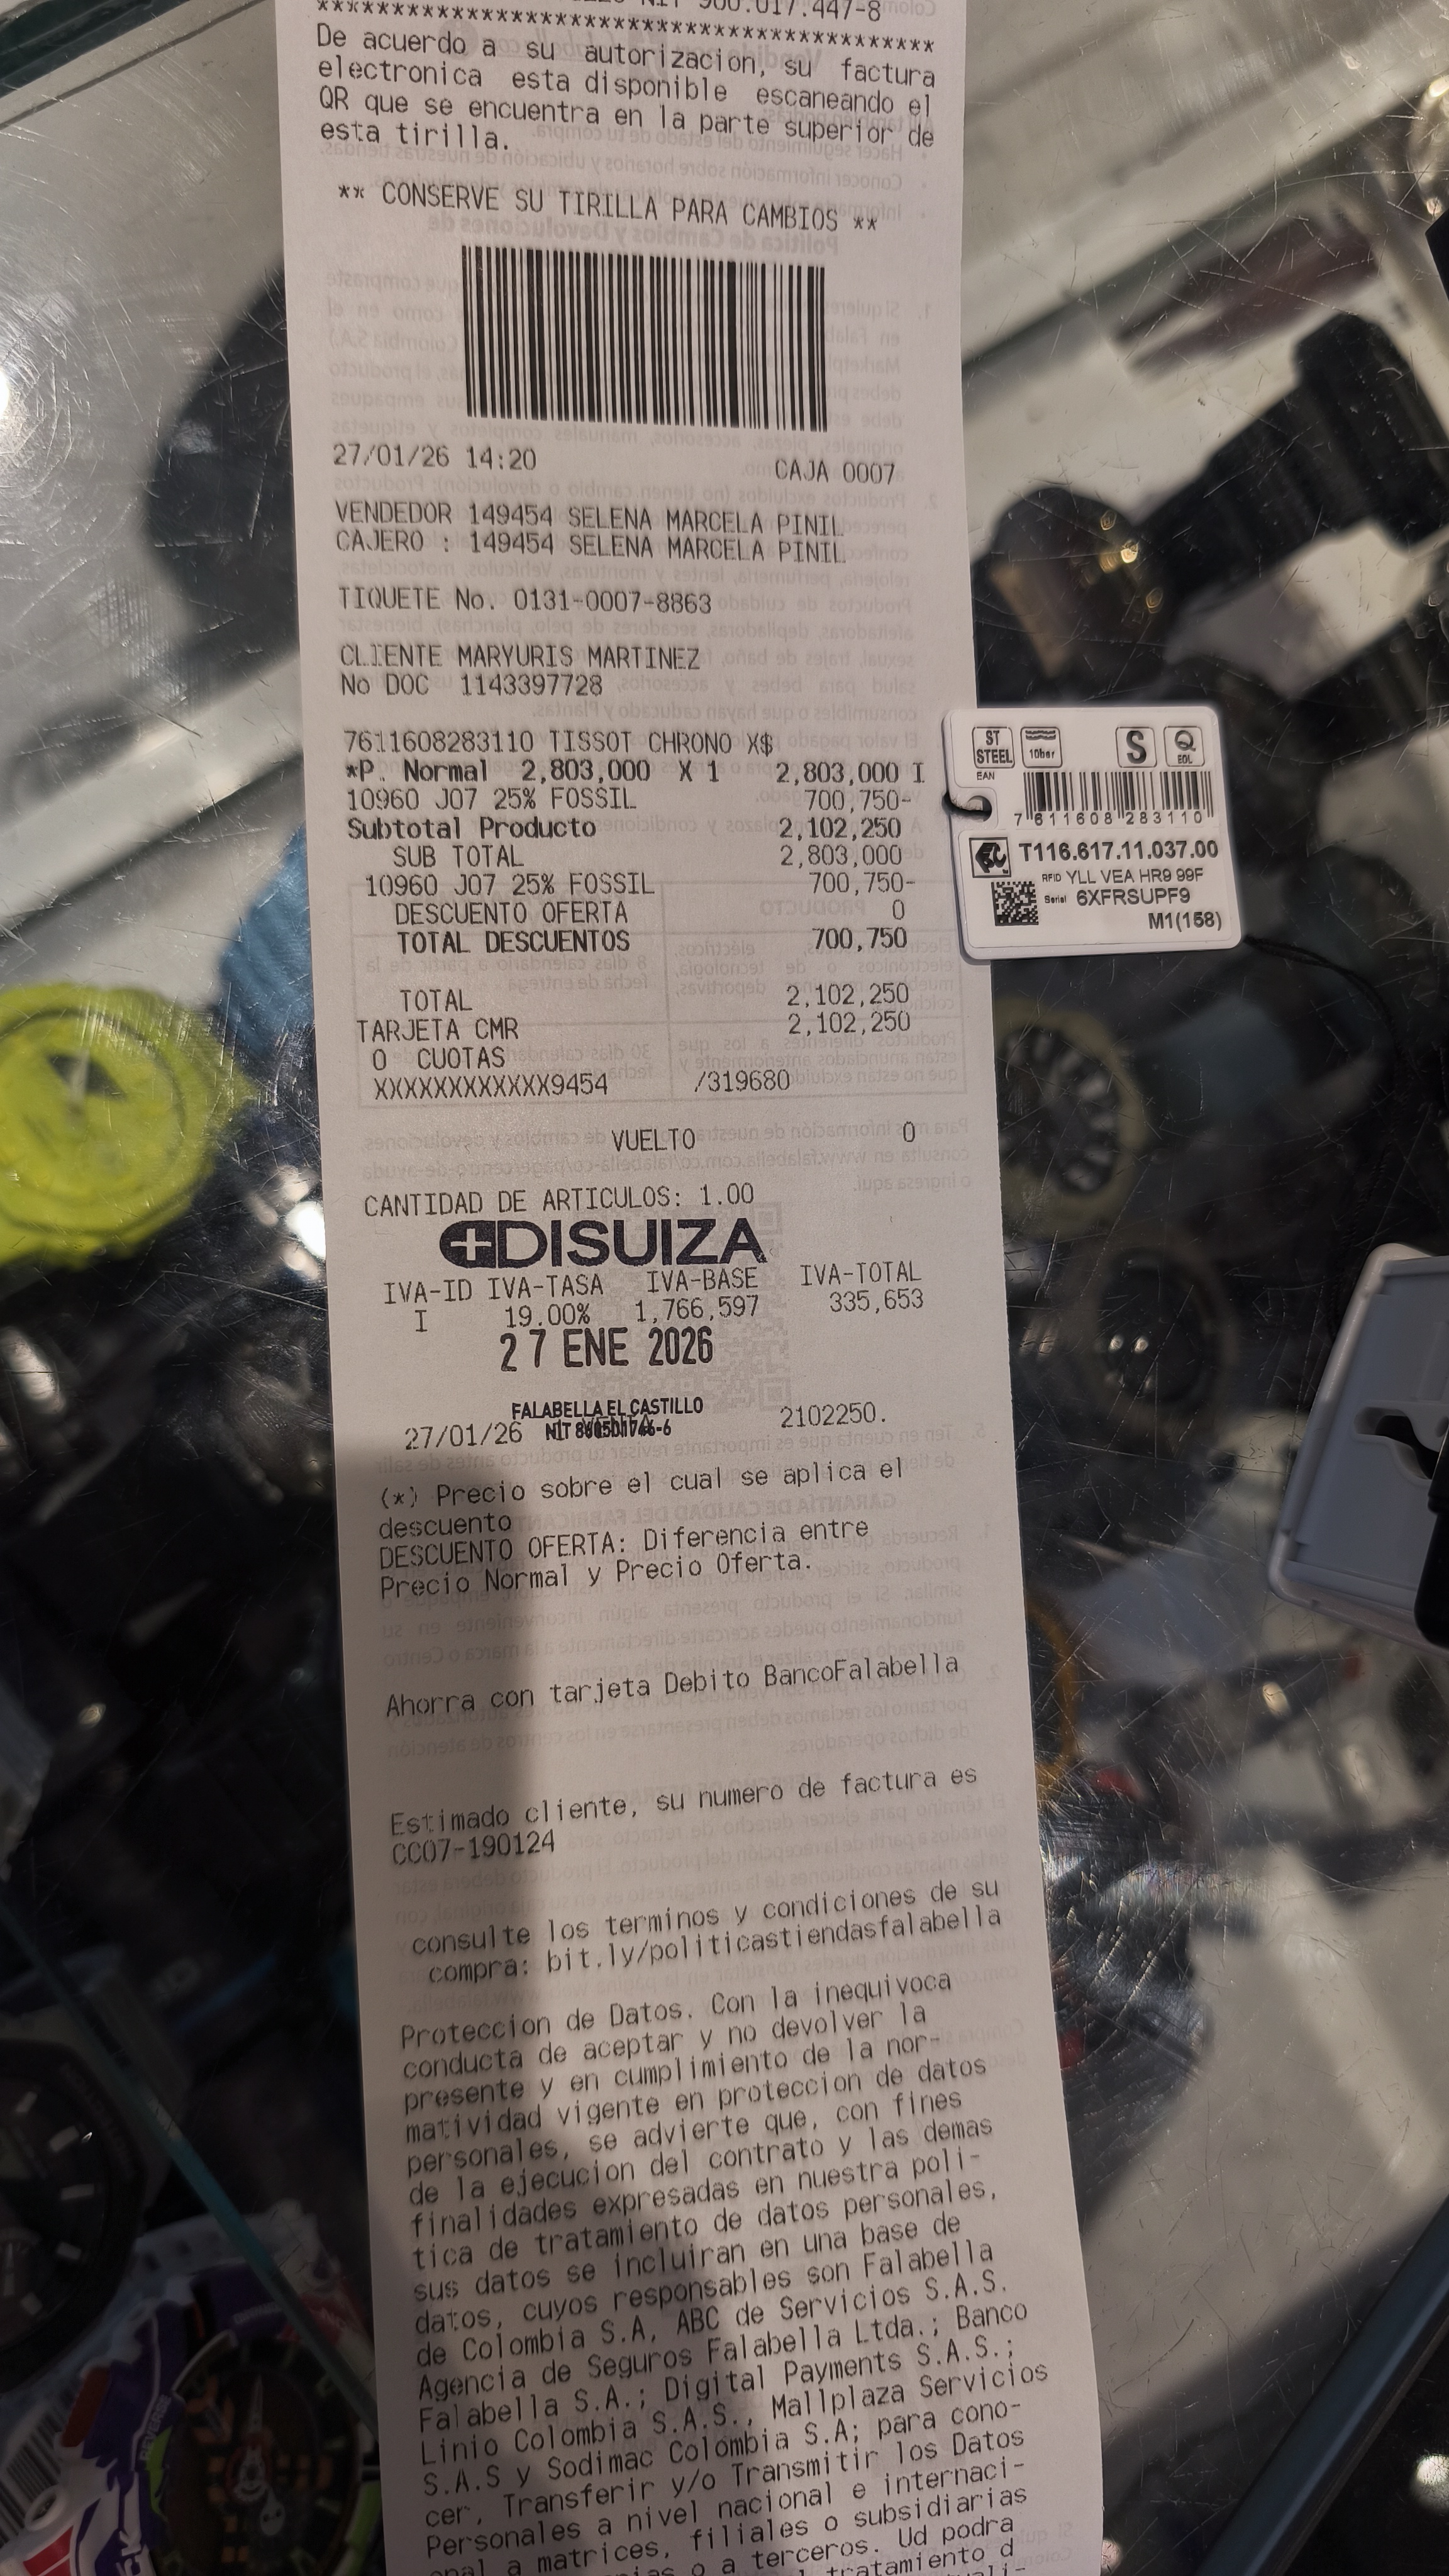 NIT 900.017.447-8
******************************************
De acuerdo a su autorizacion, su factura
electronica esta disponible escaneando el
QR que se encuentra en la parte superior de
esta tirilla.
** CONSERVE SU TIRILLA PARA CAMBIOS **
27/01/26 14:20 CAJA 0007
VENDEDOR 149454 SELENA MARCELA PINIL
CAJERO : 149454 SELENA MARCELA PINIL
TIQUETE No. 0131-0007-8863
CLIENTE MARYURIS MARTINEZ
No DOC 1143397728
7611608283110 TISSOT CHRONO X$
*P. Normal 2,803,000 X 1 2,803,000 I
10960 J07 25% FOSSIL 700,750-
Subtotal Producto 2,102,250
SUB TOTAL 2,803,000
10960 J07 25% FOSSIL 700,750-
DESCUENTO OFERTA 0
TOTAL DESCUENTOS 700,750
TOTAL 2,102,250
TARJETA CMR 2,102,250
0 CUOTAS
XXXXXXXXXXXX9454 /319680
VUELTO 0
CANTIDAD DE ARTICULOS: 1.00
DISUIZA
IVA-ID IVA-TASA IVA-BASE IVA-TOTAL
I 19.00% 1,766,597 335,653
27 ENE 2026
FALABELLA EL CASTILLO
27/01/26 NIT 2102250.
(*) Precio sobre el cual se aplica el
descuento
DESCUENTO OFERTA: Diferencia entre
Precio Normal y Precio Oferta.
Ahorra con tarjeta Debito BancoFalabella
Estimado cliente, su numero de factura es
CC07-190124
consulte los terminos y condiciones de su
compra: bit.ly/politicastiendasfalabella
Proteccion de Datos. Con la inequivoca
conducta de aceptar y no devolver la
presente y en cumplimiento de la nor-
matividad vigente en proteccion de datos
personales, se advierte que, con fines
de la ejecucion del contrato y las demas
finalidades expresadas en nuestra poli-
tica de tratamiento de datos personales,
sus datos se incluiran en una base de
datos, cuyos responsables son Falabella
de Colombia S.A, ABC de Servicios S.A.S.
Agencia de Seguros Falabella Ltda.; Banco
Falabella S.A.; Digital Payments S.A.S.;
Linio Colombia S.A.S., Mallplaza Servicios
S.A.S y Sodimac Colombia S.A; para cono-
cer, Transferir y/o Transmitir los Datos
Personales a nivel nacional e internaci-
onal a matrices, filiales o subsidiarias
o a terceros. Ud podra
tratamiento d
ST
STEEL
10bar
S
Q
EOL
EAN
7 611608 283110
T116.617.11.037.00
RFID YLL VEA HR9 99F
Serial 6XFRSUPF9
M1(158)
REVERSE